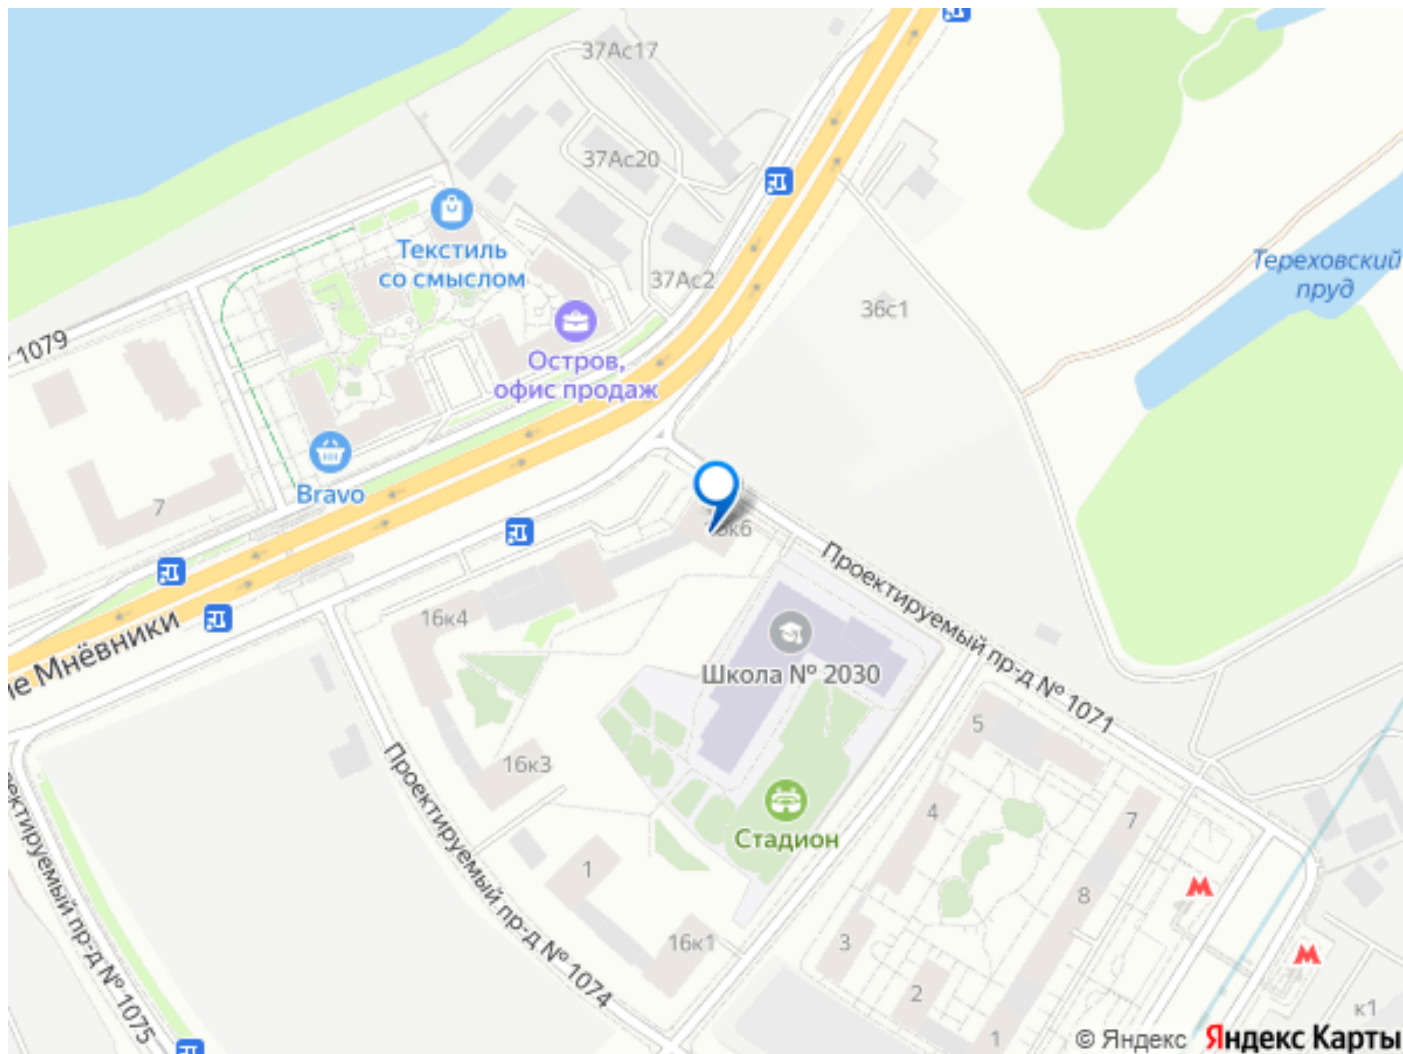 37Ас17
37Ас20
Текстиль
со смыслом
37Ас2
Тереховский
пруд
36с1
1079
Остров,
офис продаж
Bravo
7
16к4
Проектируемый пр-д № 1071
Мнёвники
Школа № 2030
5
16к3
Проектируемый пр-д № 1074
Стадион
4
7
1
8
16к1
3
2
1
пр-д № 1075
к1
© Яндекс Яндекс Карты